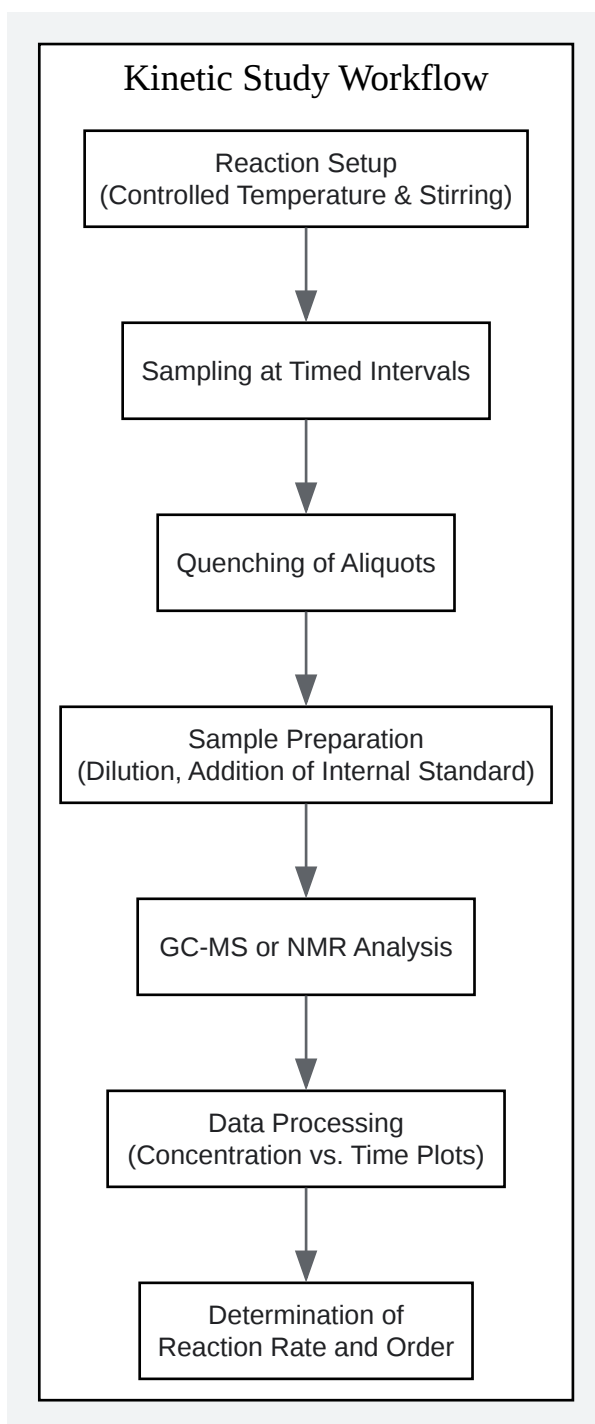 Kinetic Study Workflow
Reaction Setup
(Controlled Temperature & Stirring)
Sampling at Timed Intervals
Quenching of Aliquots
Sample Preparation
(Dilution, Addition of Internal Standard)
GC-MS or NMR Analysis
Data Processing
(Concentration vs. Time Plots)
Determination of
Reaction Rate and Order